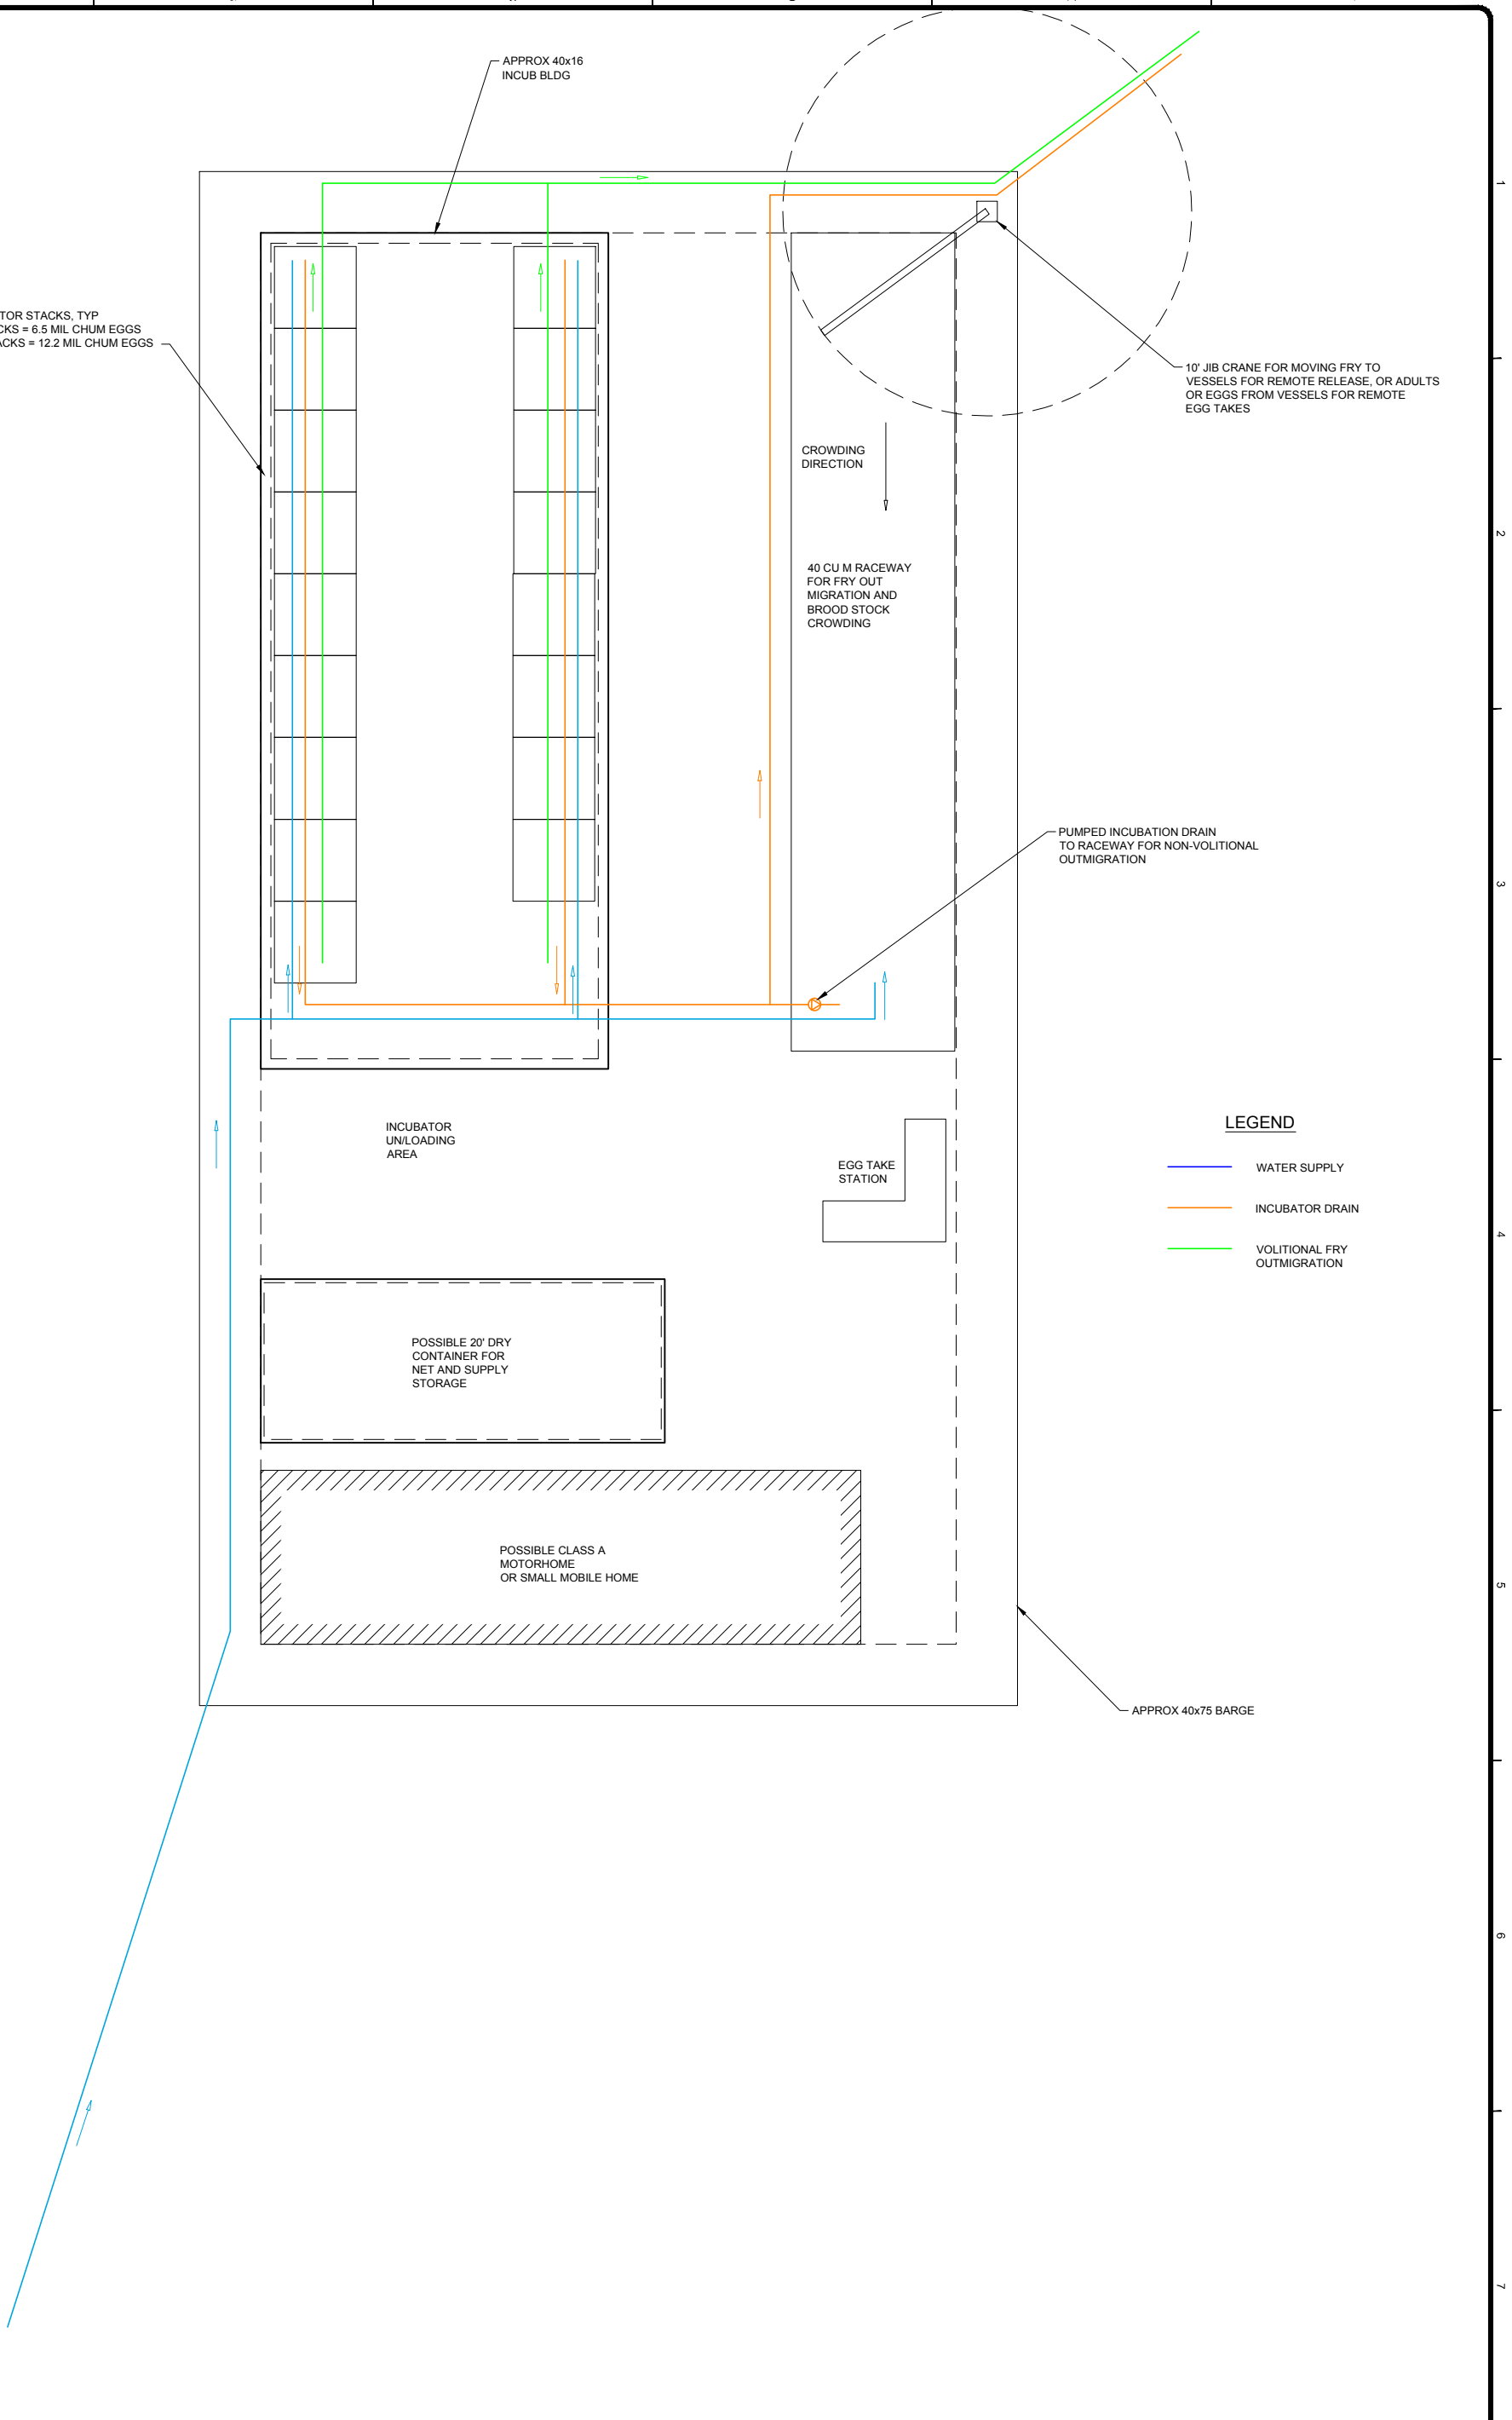 APPROX 40x16
INCUB BLDG
TOR STACKS, TYP
CKS = 6.5 MIL CHUM EGGS
ACKS = 12.2 MIL CHUM EGGS
10' JIB CRANE FOR MOVING FRY TO
VESSELS FOR REMOTE RELEASE, OR ADULTS
OR EGGS FROM VESSELS FOR REMOTE
EGG TAKES
CROWDING
DIRECTION
40 CU M RACEWAY
FOR FRY OUT
MIGRATION AND
BROOD STOCK
CROWDING
PUMPED INCUBATION DRAIN
TO RACEWAY FOR NON-VOLITIONAL
OUTMIGRATION
INCUBATOR
UN/LOADING
AREA
EGG TAKE
STATION
LEGEND
WATER SUPPLY
INCUBATOR DRAIN
VOLITIONAL FRY
OUTMIGRATION
POSSIBLE 20' DRY
CONTAINER FOR
NET AND SUPPLY
STORAGE
POSSIBLE CLASS A
MOTORHOME
OR SMALL MOBILE HOME
APPROX 40x75 BARGE
1
2
3
4
5
6
7